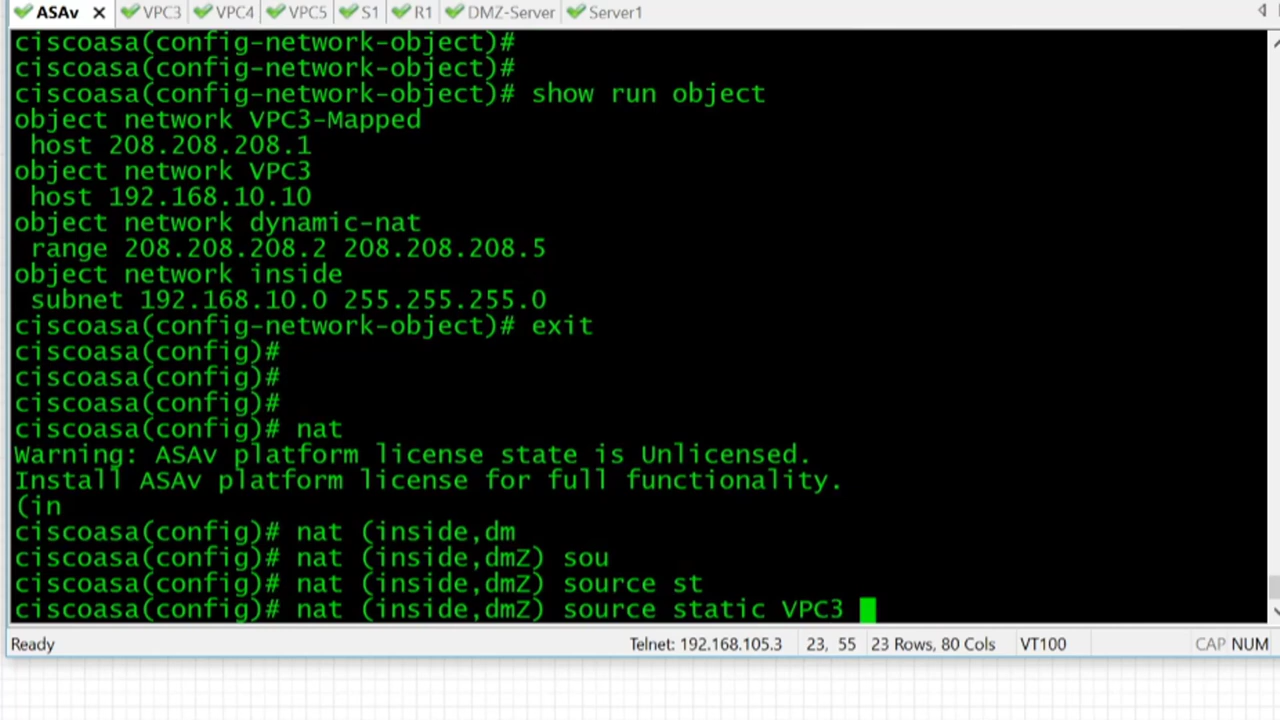 ASAv VPC3 VPC4 VPC5 S1 R1 DMZ-Server Server1
ciscoasa(config-network-object)#
ciscoasa(config-network-object)#
ciscoasa(config-network-object)# show run object
object network VPC3-Mapped
host 208.208.208.1
object network VPC3
host 192.168.10.10
object network dynamic-nat
range 208.208.208.2 208.208.208.5
object network inside
subnet 192.168.10.0 255.255.255.0
ciscoasa(config-network-object)# exit
ciscoasa(config)#
ciscoasa(config)#
ciscoasa(config)#
ciscoasa(config)# nat
Warning: ASAv platform license state is Unlicensed.
Install ASAv platform license for full functionality.
(in
ciscoasa(config)# nat (inside,dm
ciscoasa(config)# nat (inside,dmZ) sou
ciscoasa(config)# nat (inside,dmZ) source st
ciscoasa(config)# nat (inside,dmZ) source static VPC3
Ready Telnet: 192.168.105.3 23, 55 23 Rows, 80 Cols VT100 CAP NUM